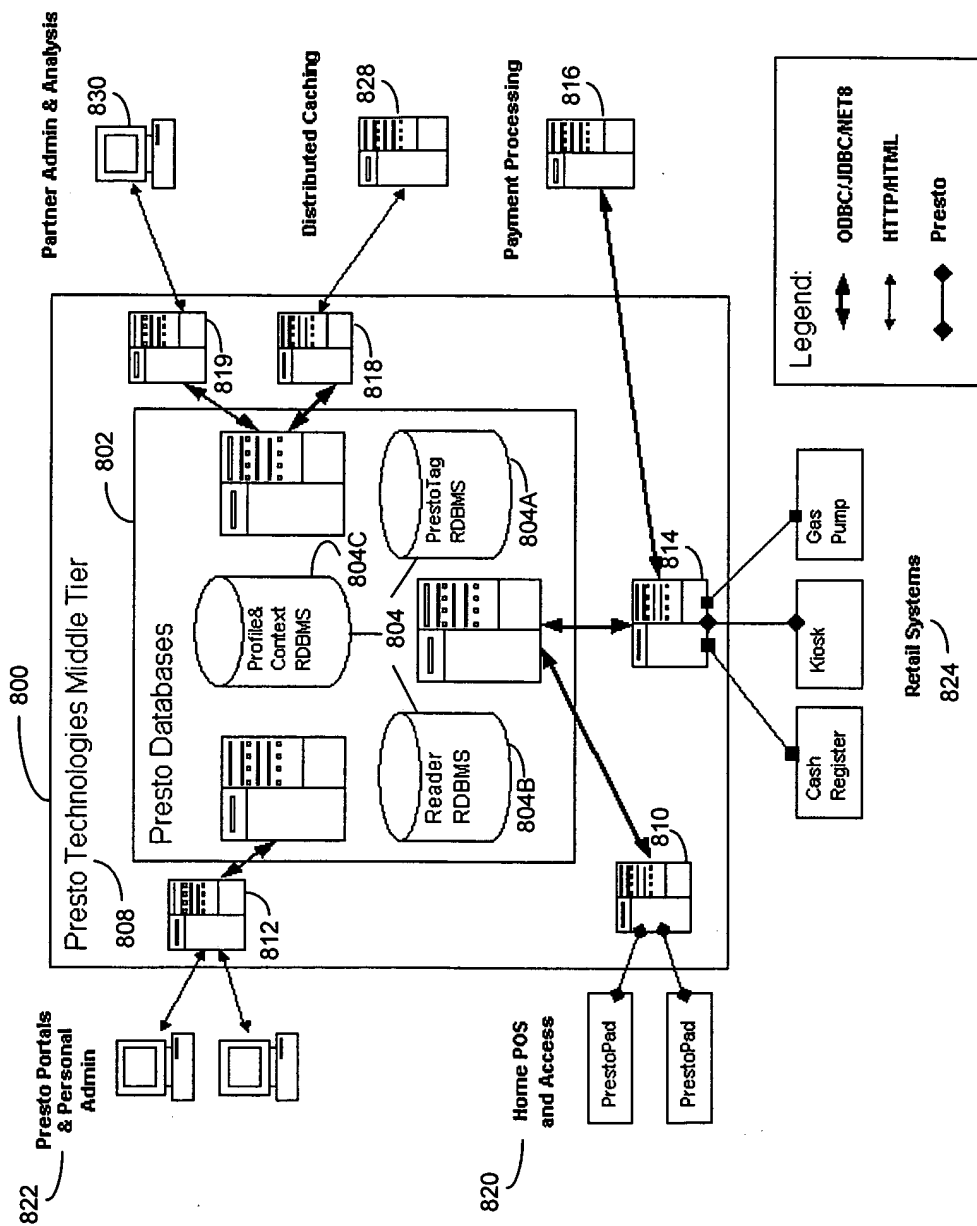 800
Presto Technologies Middle Tier
808
802
Presto Databases
804C
Profile&
Context
RDBMS
804
PrestoTag
RDBMS
804A
Reader
RDBMS
804B
812
819
818
810
814
Presto Portals
& Personal
Admin
822
Home POS
and Access
820
PrestoPad
PrestoPad
Partner Admin & Analysis
830
Distributed Caching
828
Payment Processing
816
Cash
Register
Kiosk
Gas
Pump
Retail Systems
824
Legend:
ODBC/JDBC/NET8
HTTP/HTML
Presto